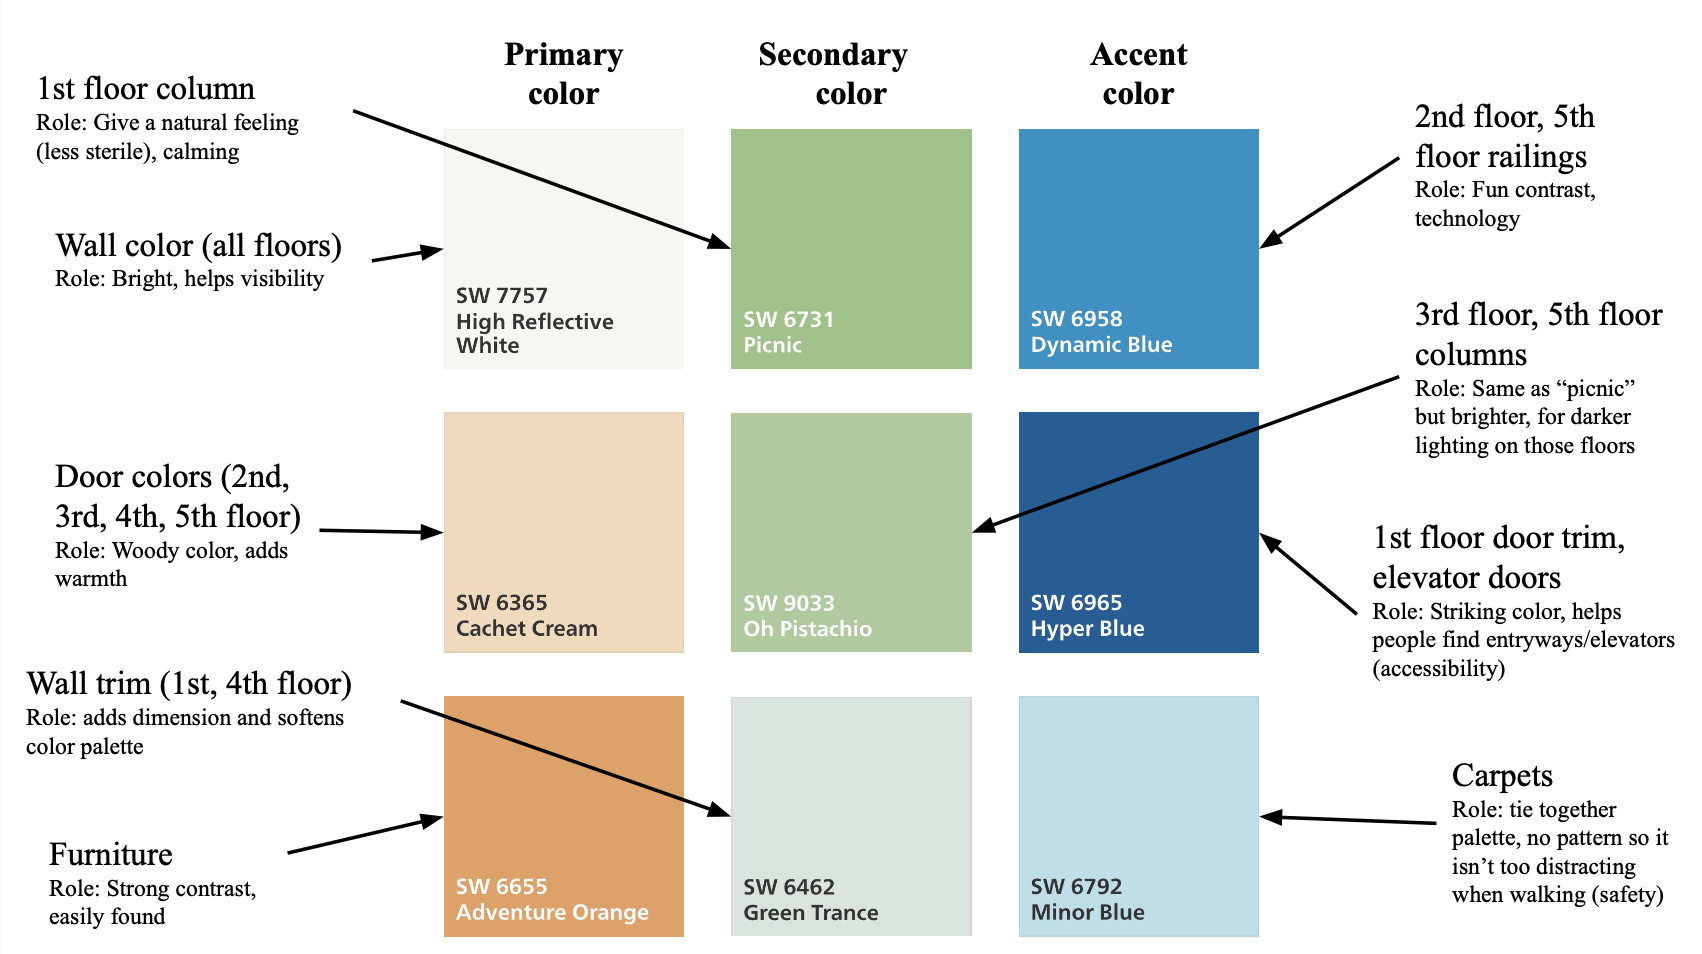 Primary
color
Secondary
color
Accent
color
1st floor column
Role: Give a natural feeling
(less sterile), calming
Wall color (all floors)
Role: Bright, helps visibility
Door colors (2nd,
3rd, 4th, 5th floor)
Role: Woody color, adds
warmth
Wall trim (1st, 4th floor)
Role: adds dimension and softens
color palette
Furniture
Role: Strong contrast,
easily found
SW 7757
High Reflective
White
SW 6731
Picnic
SW 6958
Dynamic Blue
SW 6365
Cachet Cream
SW 9033
Oh Pistachio
SW 6965
Hyper Blue
SW 6655
Adventure Orange
SW 6462
Green Trance
SW 6792
Minor Blue
2nd floor, 5th
floor railings
Role: Fun contrast,
technology
3rd floor, 5th floor
columns
Role: Same as “picnic”
but brighter, for darker
lighting on those floors
1st floor door trim,
elevator doors
Role: Striking color, helps
people find entryways/elevators
(accessibility)
Carpets
Role: tie together
palette, no pattern so it
isn’t too distracting
when walking (safety)